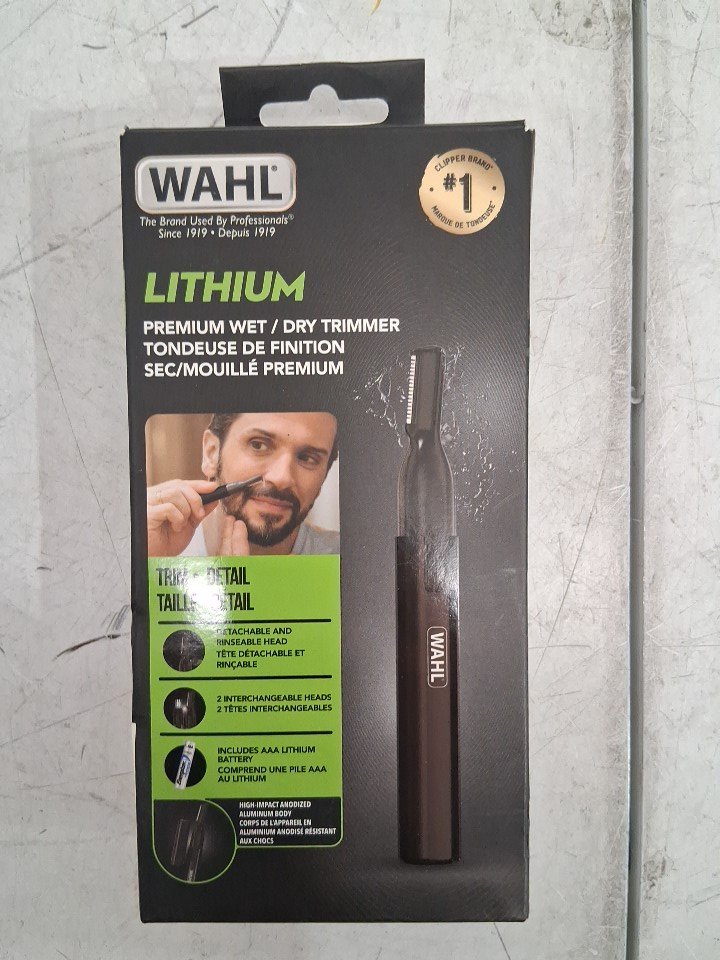 WAHL®
The Brand Used By Professionals®
Since 1919 • Depuis 1919
CLIPPER BRAND*
#1
MARQUE DE TONDEUSE*
LITHIUM
PREMIUM WET / DRY TRIMMER
TONDEUSE DE FINITION
SEC/MOUILLÉ PREMIUM
WAHL
DETAIL
TAILLE
DETACHABLE AND
RINSEABLE HEAD
TÊTE DÉTACHABLE ET
RINÇABLE
2 INTERCHANGEABLE HEADS
2 TÊTES INTERCHANGEABLES
INCLUDES AAA LITHIUM
BATTERY
COMPREND UNE PILE AAA
AU LITHIUM
HIGH-IMPACT ANODIZED
ALUMINUM BODY
CORPS DE L'APPAREIL EN
ALUMINIUM ANODISÉ RÉSISTANT
AUX CHOCS